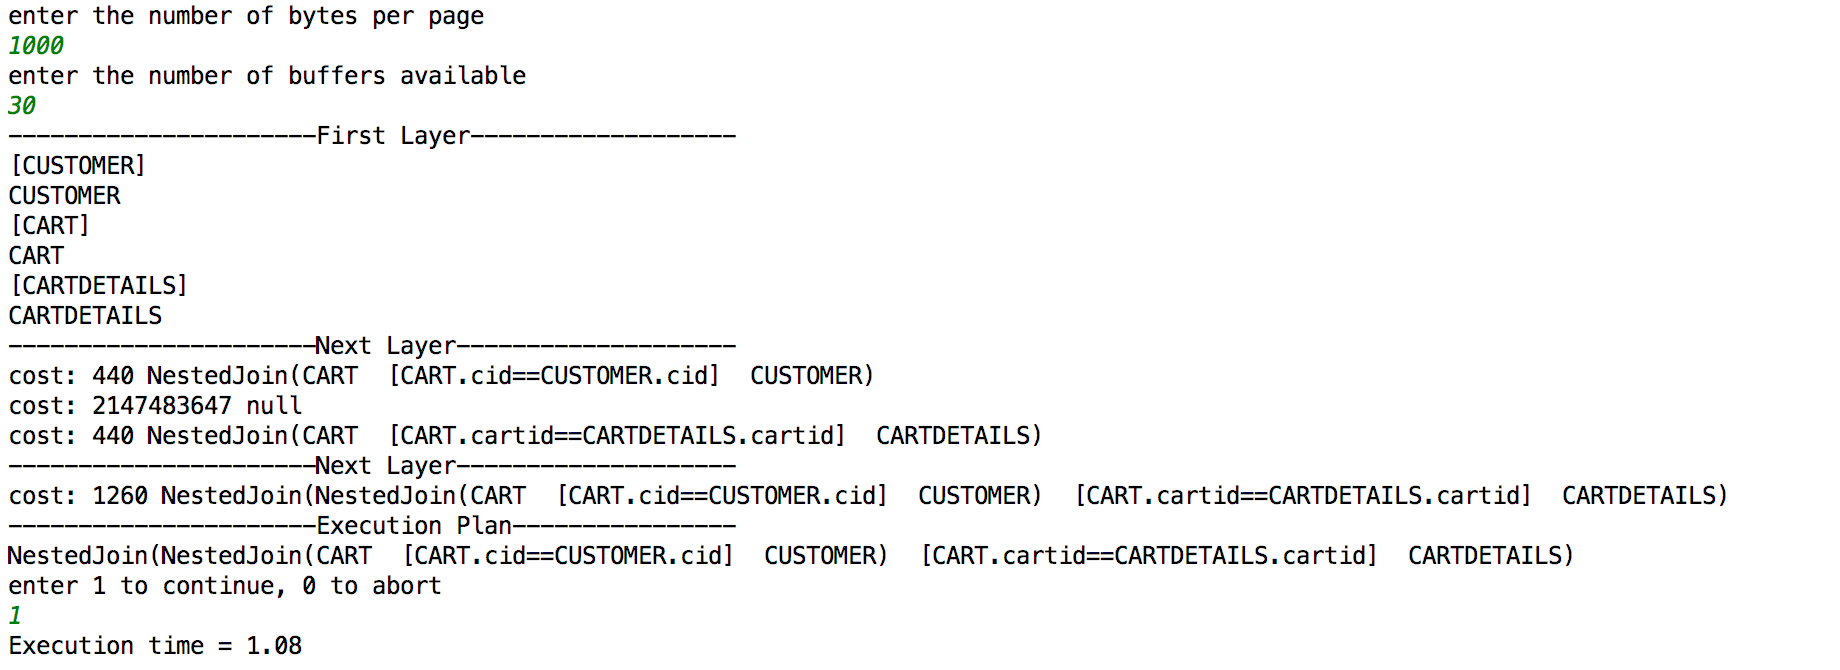 enter the number of bytes per page
1000
enter the number of buffers available
30
----------------------First Layer-------------------
[CUSTOMER]
CUSTOMER
[CART]
CART
[CARTDETAILS]
CARTDETAILS
----------------------Next Layer--------------------
cost: 440 NestedJoin(CART  [CART.cid==CUSTOMER.cid]  CUSTOMER)
cost: 2147483647 null
cost: 440 NestedJoin(CART  [CART.cartid==CARTDETAILS.cartid]  CARTDETAILS)
----------------------Next Layer--------------------
cost: 1260 NestedJoin(NestedJoin(CART  [CART.cid==CUSTOMER.cid]  CUSTOMER)  [CART.cartid==CARTDETAILS.cartid]  CARTDETAILS)
----------------------Execution Plan----------------
NestedJoin(NestedJoin(CART  [CART.cid==CUSTOMER.cid]  CUSTOMER)  [CART.cartid==CARTDETAILS.cartid]  CARTDETAILS)
enter 1 to continue, 0 to abort
1
Execution time = 1.08